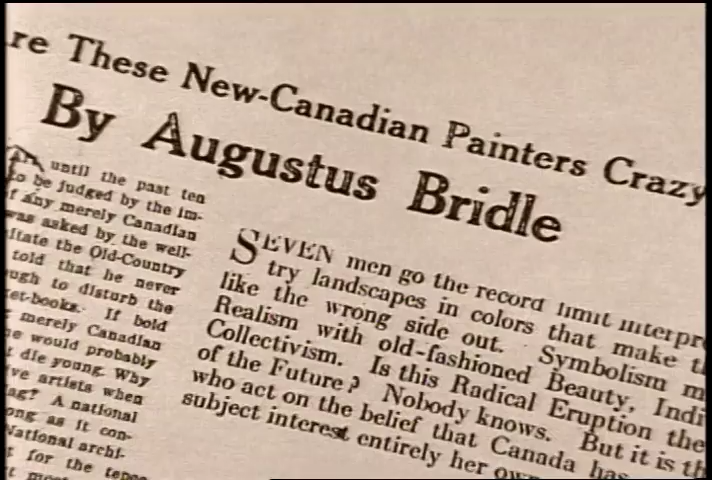 re These New-Canadian Painters Crazy
By Augustus Bridle
until the past ten
to be judged by the im-
f any merely Canadian
was asked by the well-
itate the Old-Country
told that he never
ugh to disturb the
et-books. If bold
merely Canadian
e would probably
t die young. Why
ive artists when
ag? A national
ong as it con-
National archi-
t for the
SEVEN men go the record limit interpre
try landscapes in colors that make t
like the wrong side out. Symbolism m
Realism with old-fashioned Beauty, Indi
Collectivism. Is this Radical Eruption the
of the Future? Nobody knows. But it is th
who act on the belief that Canada has
subject interest entirely her own